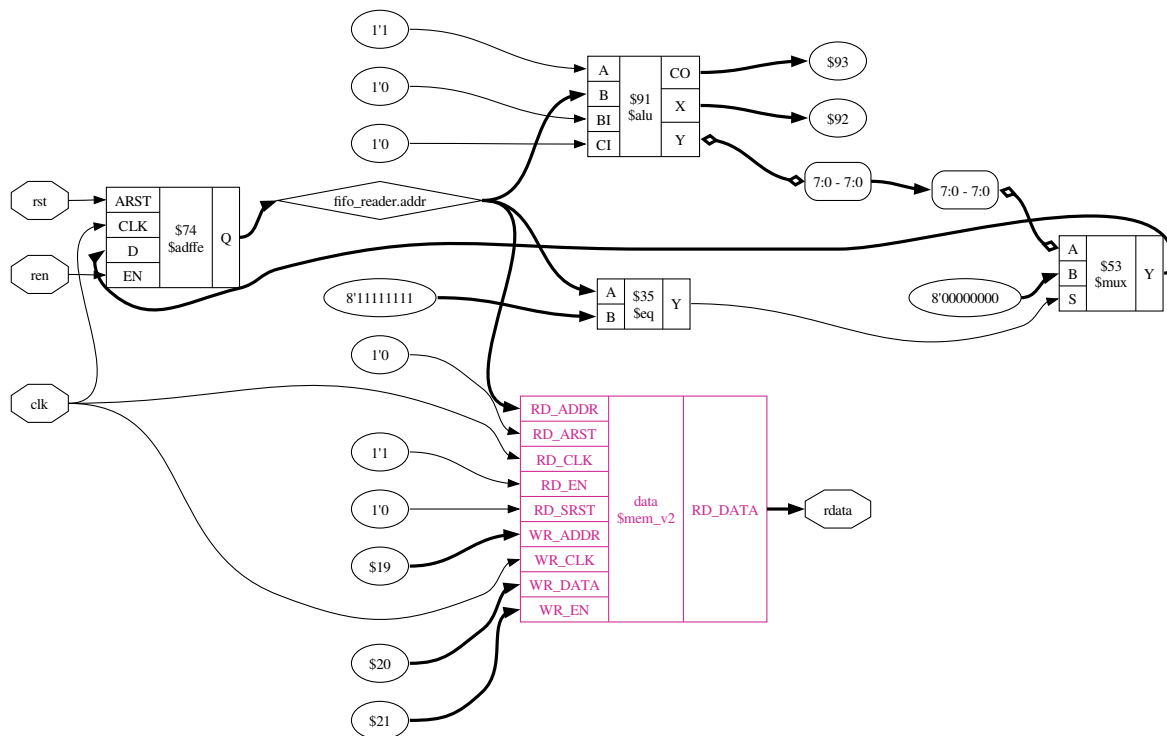 1'1
1'0
1'0
A
B
BI
CI
$91
$alu
CO
X
Y
$93
$92
7:0 - 7:0
7:0 - 7:0
rst
ren
clk
ARST
CLK
D
EN
$74
$adffe
Q
fifo_reader.addr
8'11111111
A
B
$35
$eq
Y
8'00000000
A
B
S
$53
$mux
Y
1'0
1'1
1'0
$19
$20
$21
RD_ADDR
RD_ARST
RD_CLK
RD_EN
RD_SRST
WR_ADDR
WR_CLK
WR_DATA
WR_EN
data
$mem_v2
RD_DATA
rdata